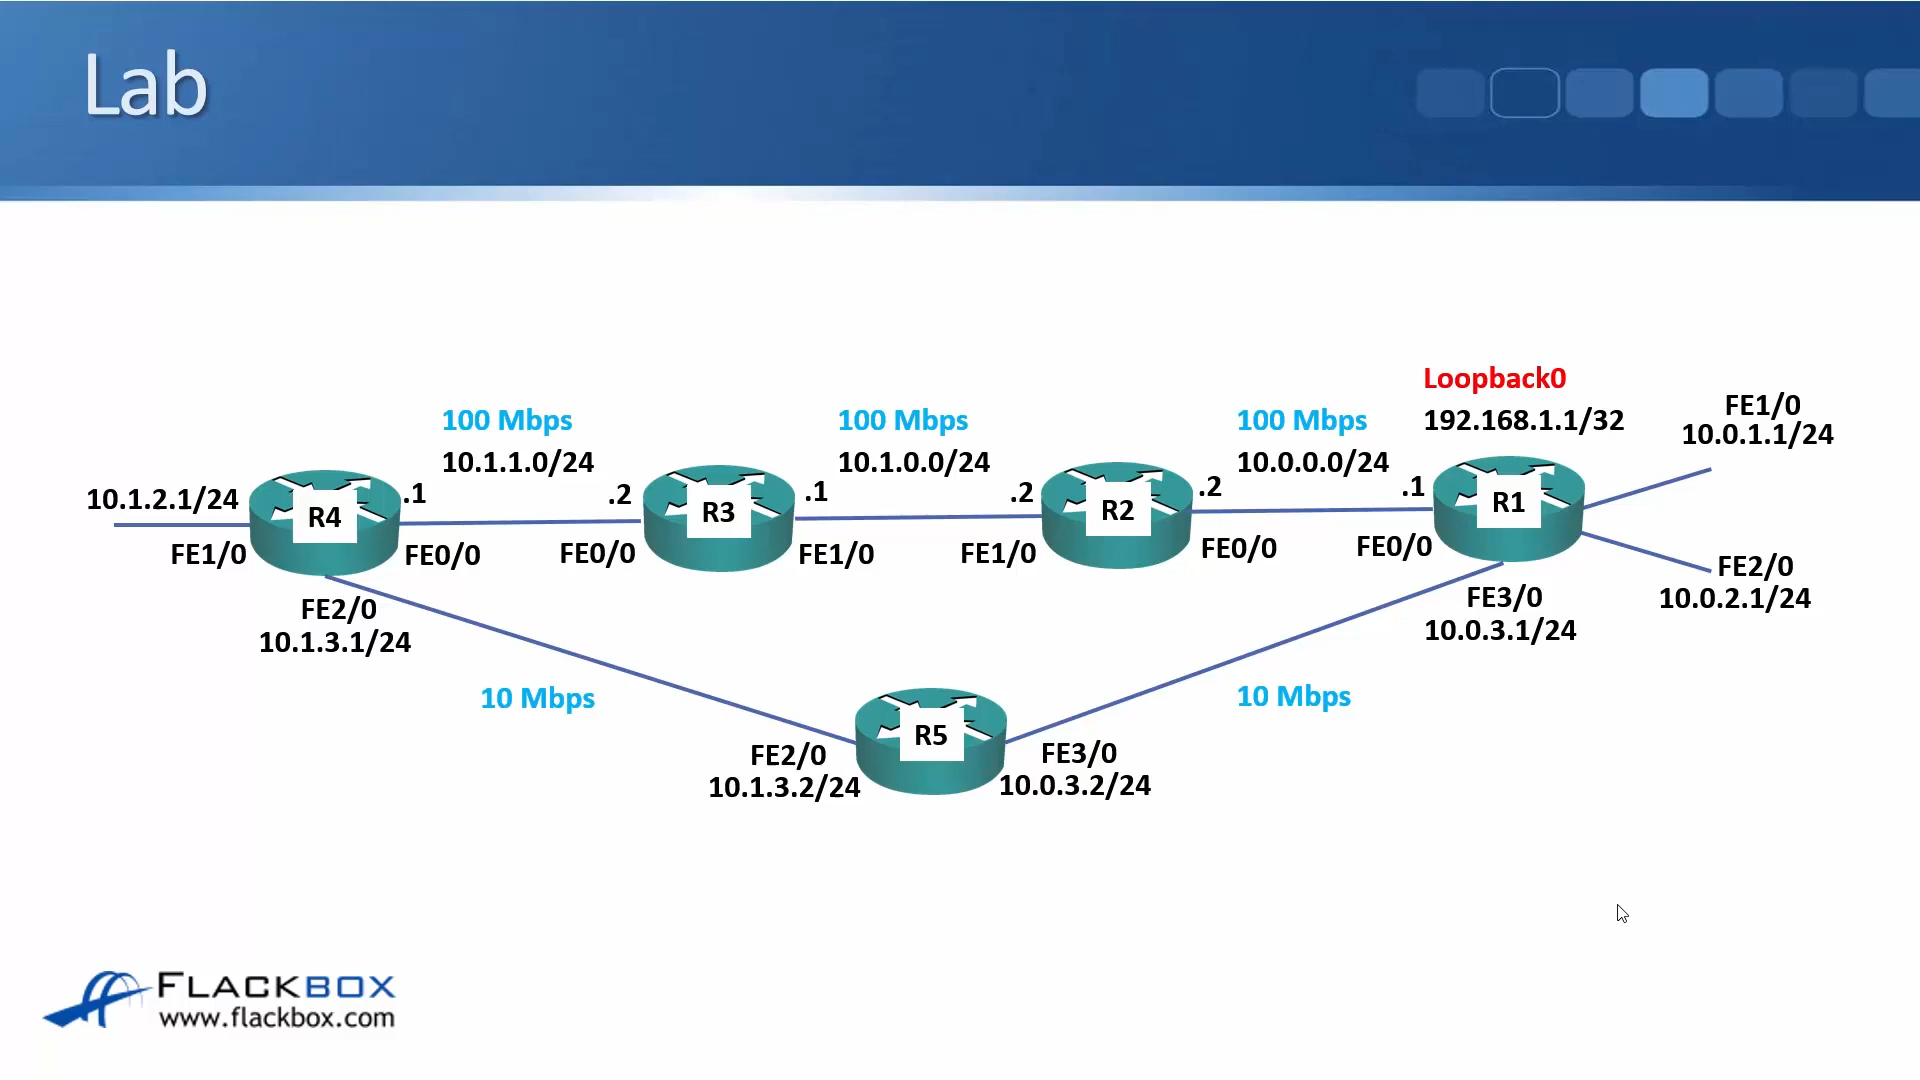 Lab
Loopback0
100 Mbps
100 Mbps
100 Mbps
192.168.1.1/32
FE1/0
10.0.1.1/24
10.1.1.0/24
10.1.0.0/24
10.0.0.0/24
10.1.2.1/24
R4
.1
.2
R3
.1
.2
R2
.2
.1
R1
FE1/0
FE0/0
FE0/0
FE1/0
FE1/0
FE0/0
FE0/0
FE2/0
10.0.2.1/24
FE2/0
10.1.3.1/24
FE3/0
10.0.3.1/24
10 Mbps
10 Mbps
R5
FE2/0
10.1.3.2/24
FE3/0
10.0.3.2/24
FLACKBOX
www.flackbox.com